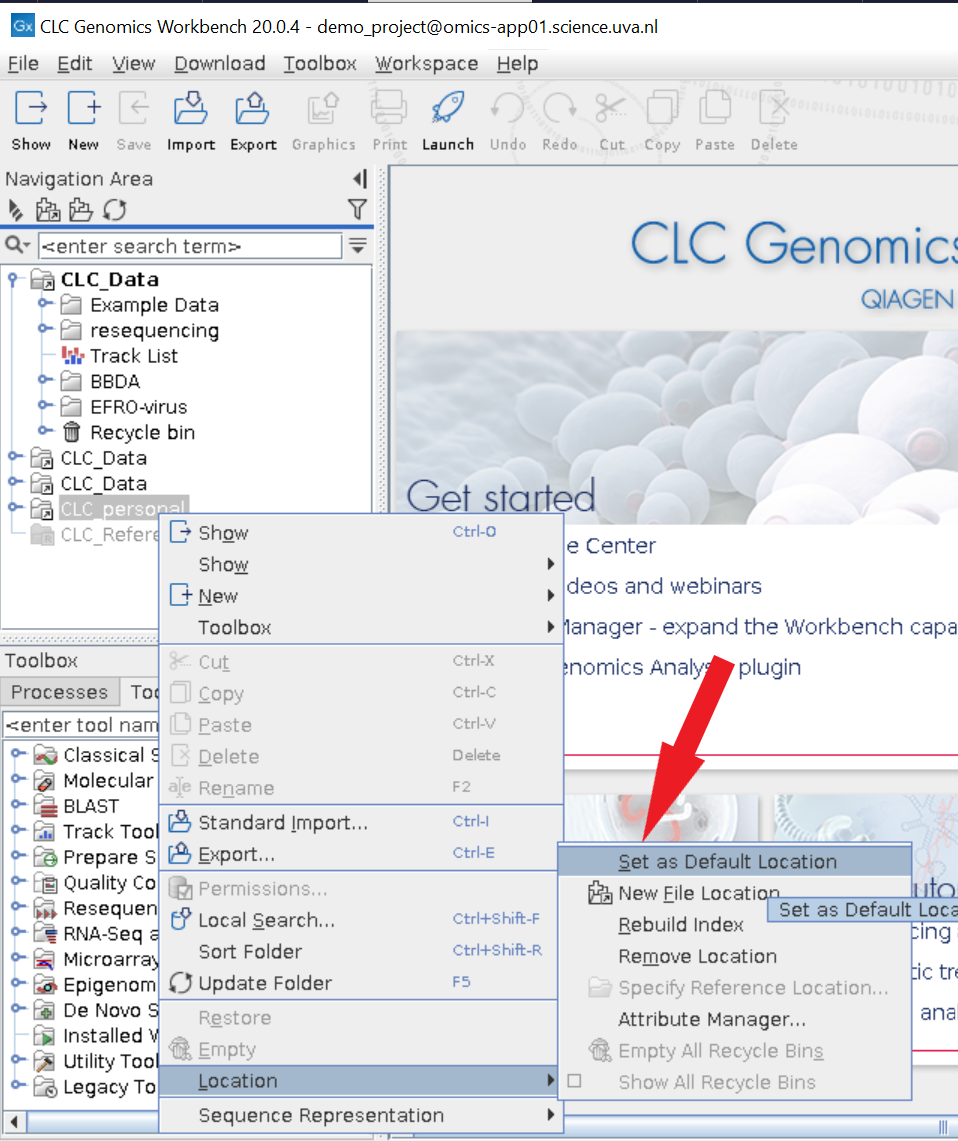 Gx CLC Genomics Workbench 20.0.4 - demo_project@omics-app01.science.uva.nl
File Edit View Download Toolbox Workspace Help
Show New Save Import Export Graphics Print Launch Undo Redo Cut Copy Paste Delete
Navigation Area
<enter search term>
CLC_Data
Example Data
resequencing
Track List
BBDA
EFRO-virus
Recycle bin
CLC_Data
CLC_Data
CLC_personal
CLC_Refere
Toolbox
Processes Too
<enter tool nam
Classical S
Molecular
BLAST
Track Tool
Prepare S
Quality Co
Resequen
RNA-Seq a
Microarray
Epigenom
De Novo S
Installed W
Utility Tool
Legacy To
CLC Genomics
QIAGEN
Get started
e Center
deos and webinars
Manager - expand the Workbench capa
enomics Analys plugin
Show Ctrl-O
Show
New
Toolbox
Cut Ctrl-X
Copy Ctrl-C
Paste Ctrl-V
Delete Delete
Rename F2
Standard Import... Ctrl-I
Export... Ctrl-E
Permissions...
Local Search... Ctrl+Shift-F
Sort Folder Ctrl+Shift-R
Update Folder F5
Restore
Empty
Location
Sequence Representation
Set as Default Location
New File Location
Rebuild Index
Remove Location
Specify Reference Location...
Attribute Manager...
Empty All Recycle Bins
Show All Recycle Bins
Set as Default Loca
uto
cing
tic tre
anal